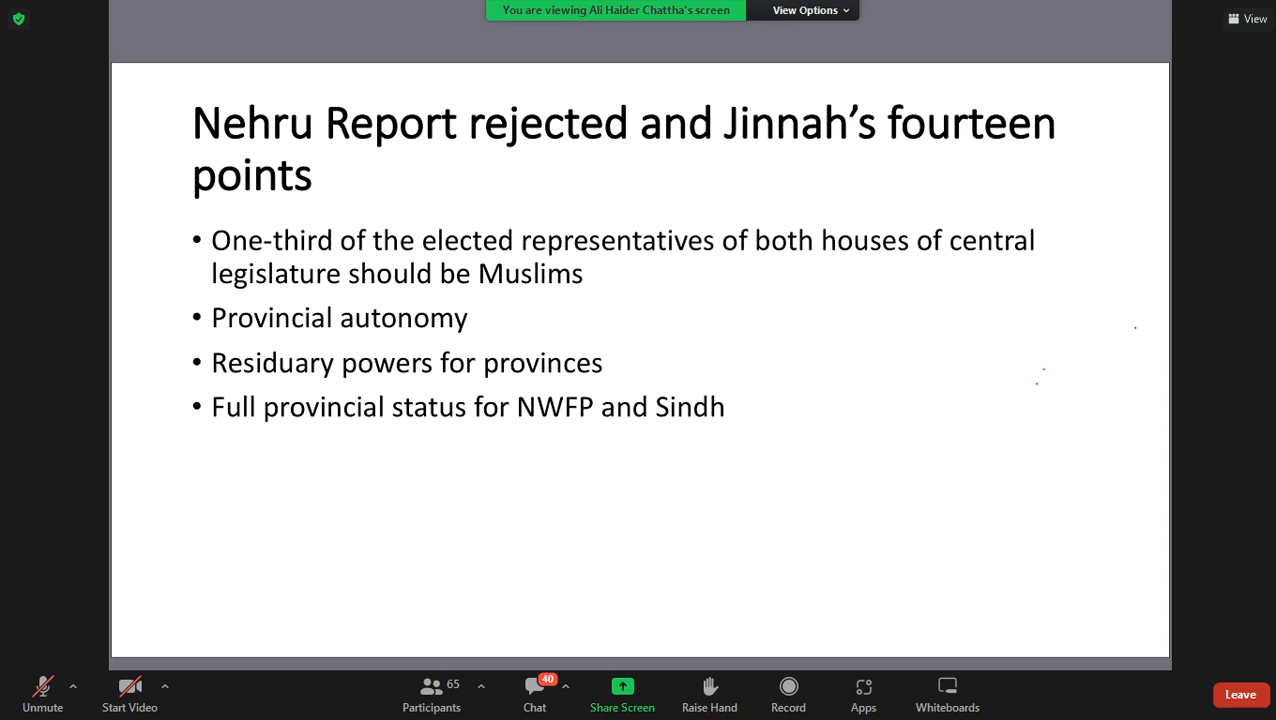 You are viewing Ali Haider Chattha's screen
View Options
View
Nehru Report rejected and Jinnah’s fourteen
points
• One-third of the elected representatives of both houses of central
legislature should be Muslims
• Provincial autonomy
• Residuary powers for provinces
• Full provincial status for NWFP and Sindh
Unmute
Start Video
65
Participants
40
Chat
Share Screen
Raise Hand
Record
Apps
Whiteboards
Leave